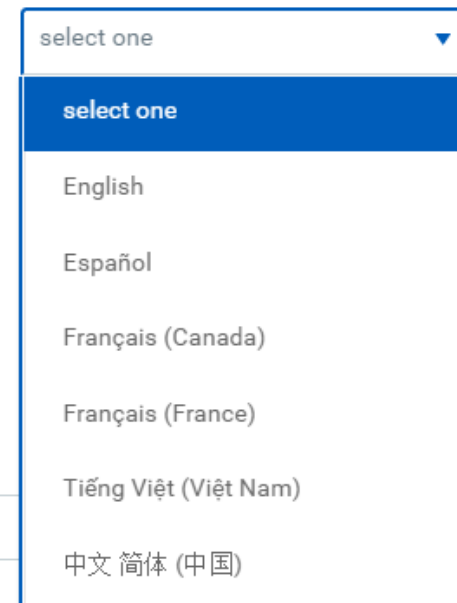 select one
select one
English
Español
Français (Canada)
Français (France)
Tiếng Việt (Việt Nam)
中文 简体 (中国)